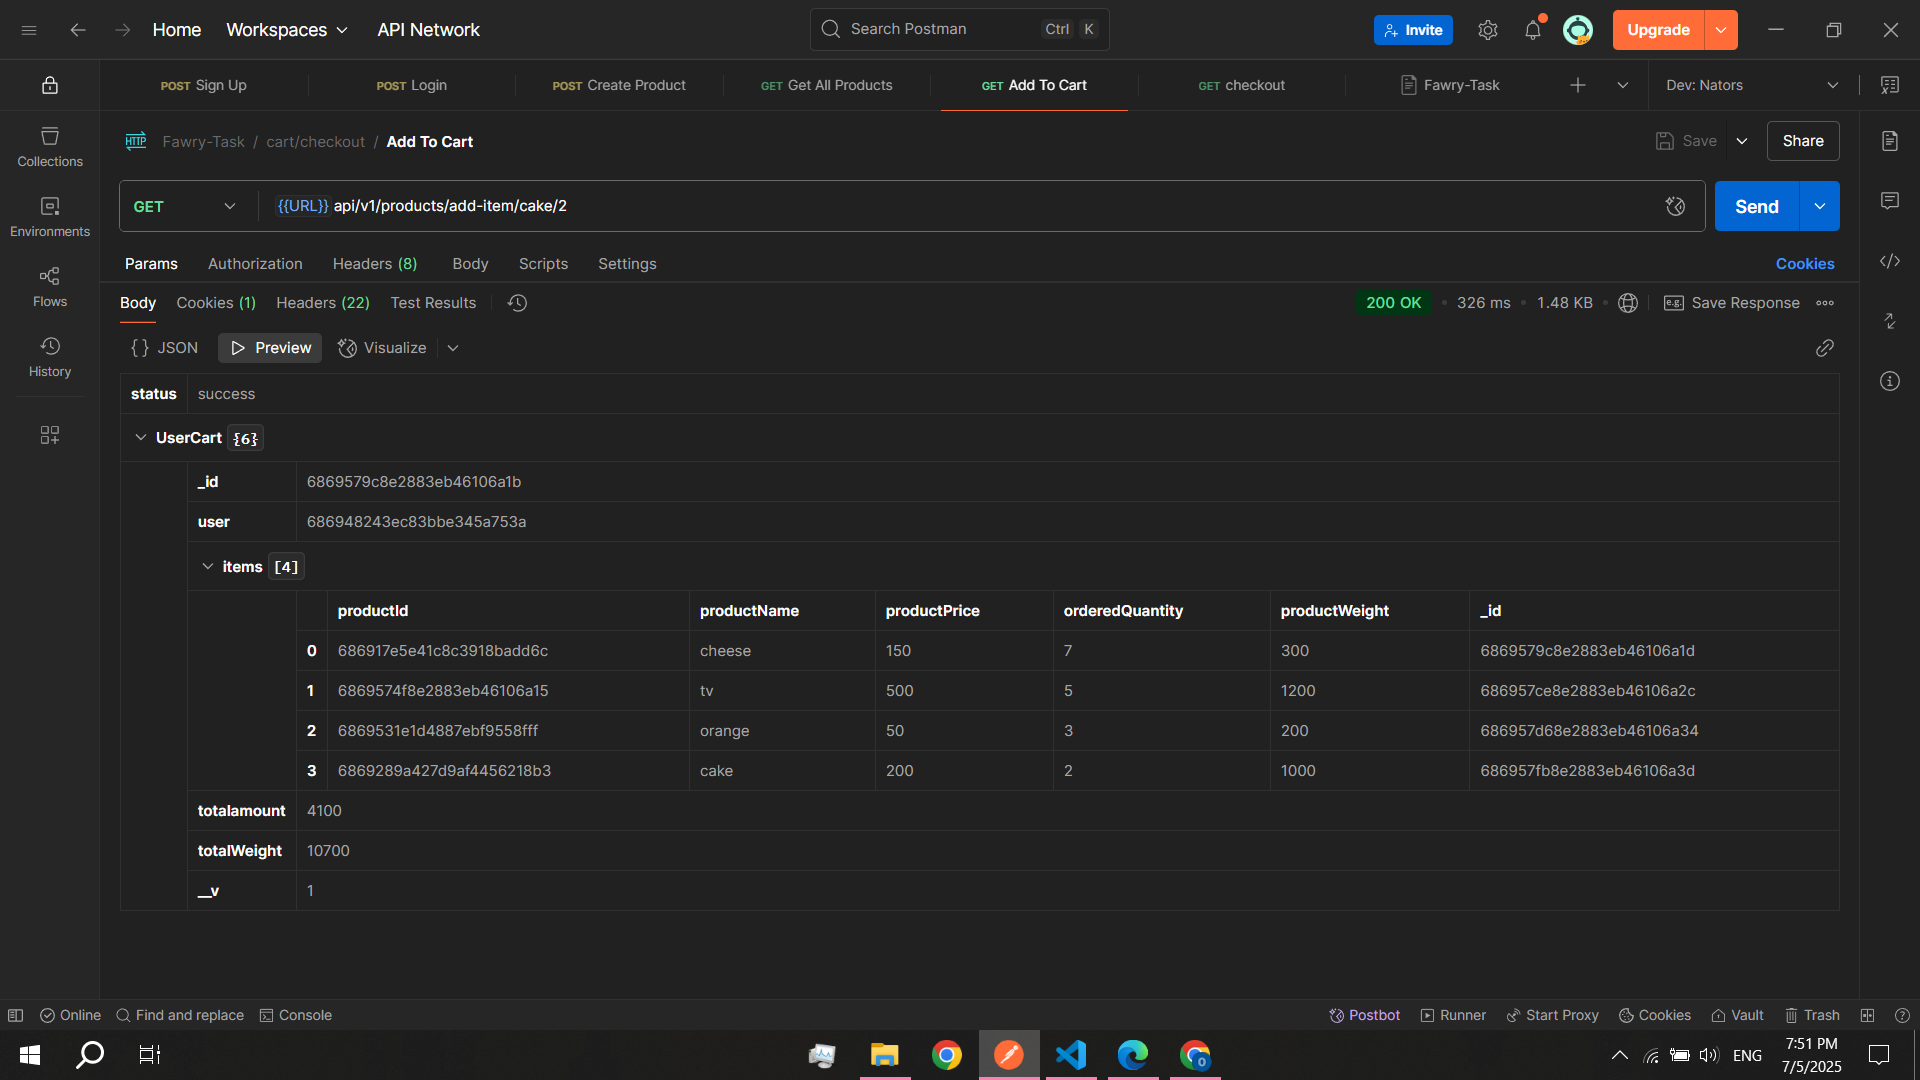 Home Workspaces API Network Search Postman Ctrl K Invite Upgrade
POST Sign Up POST Login POST Create Product GET Get All Products GET Add To Cart GET checkout Fawry-Task Dev: Nators
HTTP Fawry-Task / cart/checkout / Add To Cart Save Share
Collections
GET {{URL}} api/v1/products/add-item/cake/2 Send
Environments
Params Authorization Headers (8) Body Scripts Settings Cookies
Flows
Body Cookies (1) Headers (22) Test Results 200 OK 326 ms 1.48 KB e.g. Save Response
{} JSON Preview Visualize
History
status success
UserCart {6}
_id 6869579c8e2883eb46106a1b
user 686948243ec83bbe345a753a
items [4]
productId productName productPrice orderedQuantity productWeight _id
0 686917e5e41c8c3918badd6c cheese 150 7 300 6869579c8e2883eb46106a1d
1 6869574f8e2883eb46106a15 tv 500 5 1200 686957ce8e2883eb46106a2c
2 6869531e1d4887ebf9558fff orange 50 3 200 686957d68e2883eb46106a34
3 6869289a427d9af4456218b3 cake 200 2 1000 686957fb8e2883eb46106a3d
totalamount 4100
totalWeight 10700
__v 1
Online Find and replace Console Postbot Runner Start Proxy Cookies Vault Trash
ENG 7:51 PM
7/5/2025